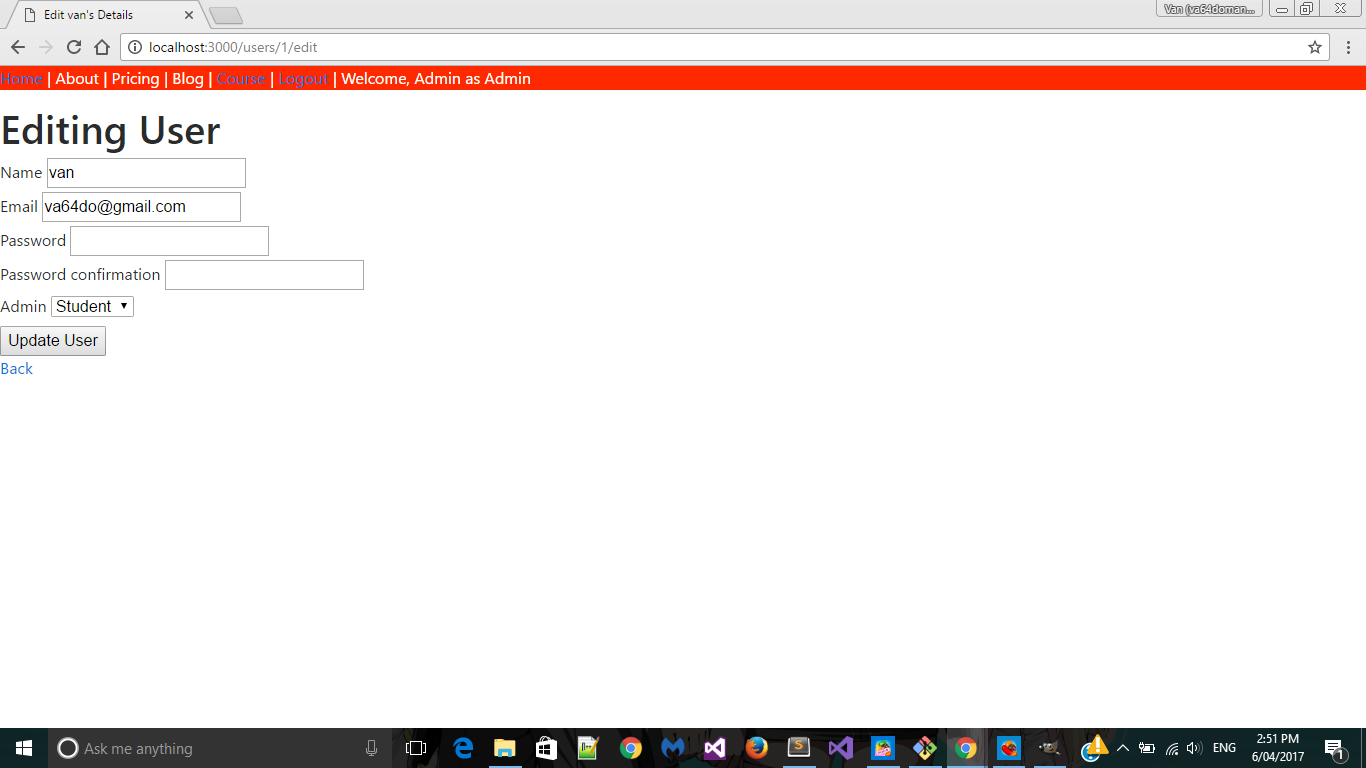 Edit van's Details
Van (va64doman...
localhost:3000/users/1/edit
Home | About | Pricing | Blog | Course | Logout | Welcome, Admin as Admin
Editing User
Name van
Email va64do@gmail.com
Password
Password confirmation
Admin Student
Update User
Back
Ask me anything
ENG
2:51 PM
6/04/2017
1